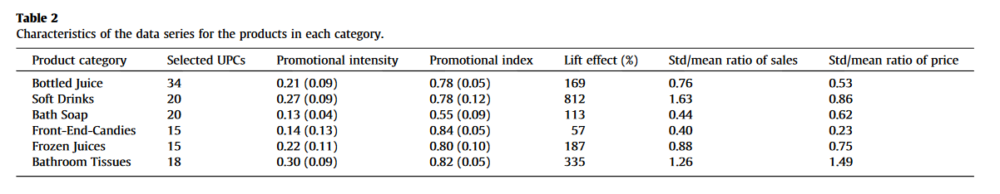 Table 2
Characteristics of the data series for the products in each category.
Product category Selected UPCs Promotional intensity Promotional index Lift effect (%) Std/mean ratio of sales Std/mean ratio of price
Bottled Juice 34 0.21 (0.09) 0.78 (0.05) 169 0.76 0.53
Soft Drinks 20 0.27 (0.09) 0.78 (0.12) 812 1.63 0.86
Bath Soap 20 0.13 (0.04) 0.55 (0.09) 113 0.44 0.62
Front-End-Candies 15 0.14 (0.13) 0.84 (0.05) 57 0.40 0.23
Frozen Juices 15 0.22 (0.11) 0.80 (0.10) 187 0.88 0.75
Bathroom Tissues 18 0.30 (0.09) 0.82 (0.05) 335 1.26 1.49